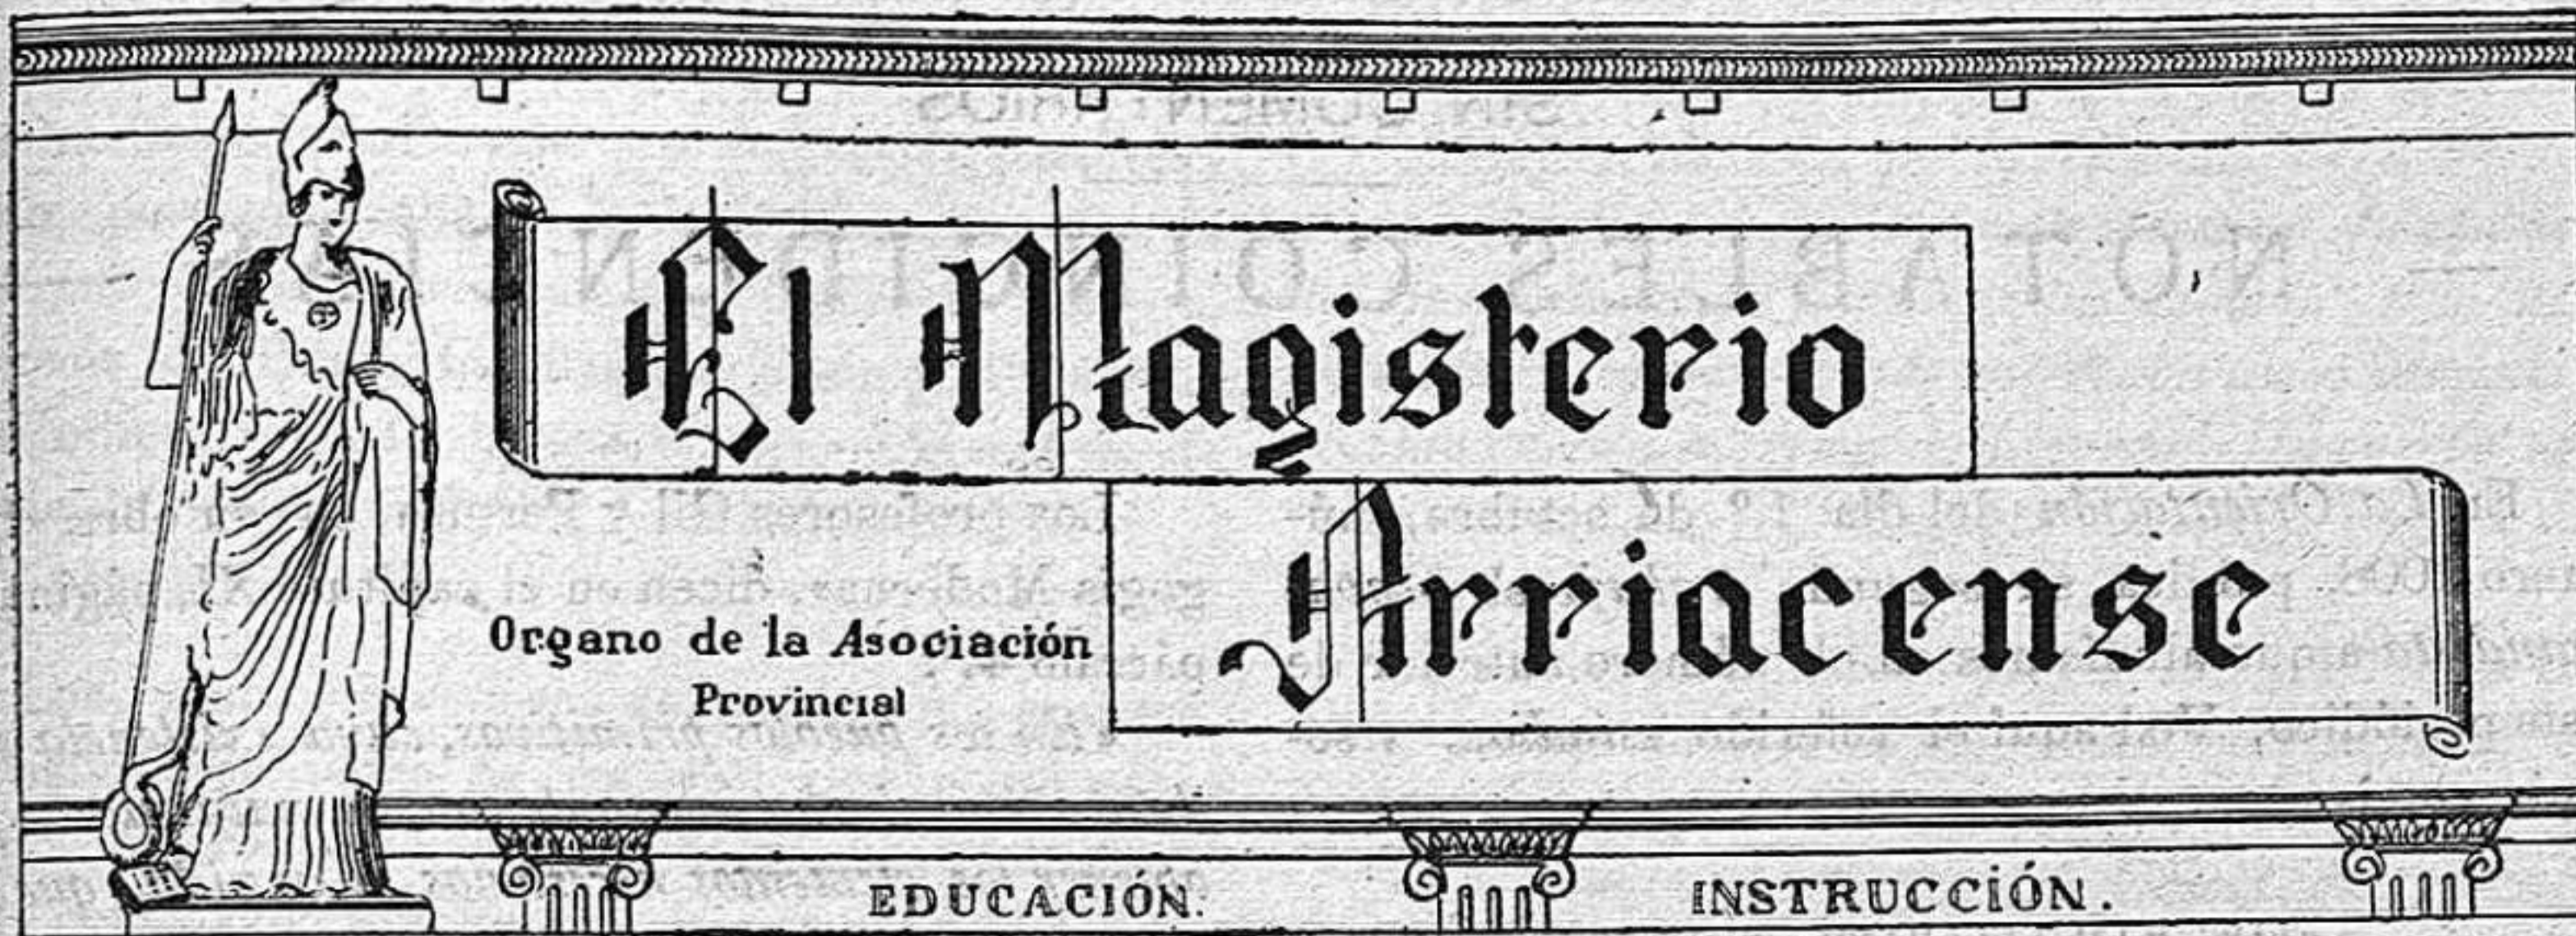 El Magisterio
Arriacense
Organo de la Asociación
Provincial
EDUCACIÓN.
INSTRUCCIÓN.